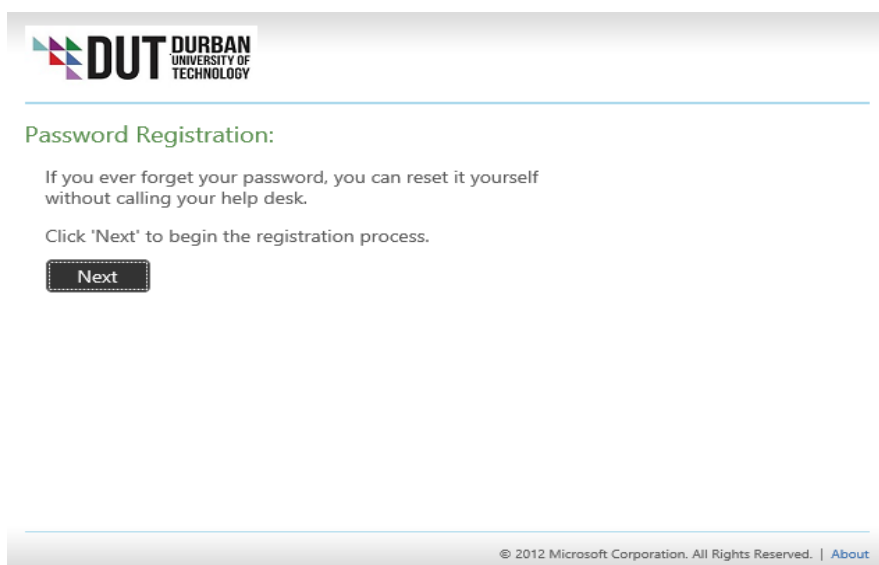 DUT DURBAN
UNIVERSITY OF
TECHNOLOGY
Password Registration:
If you ever forget your password, you can reset it yourself
without calling your help desk.
Click 'Next' to begin the registration process.
Next
© 2012 Microsoft Corporation. All Rights Reserved. | About